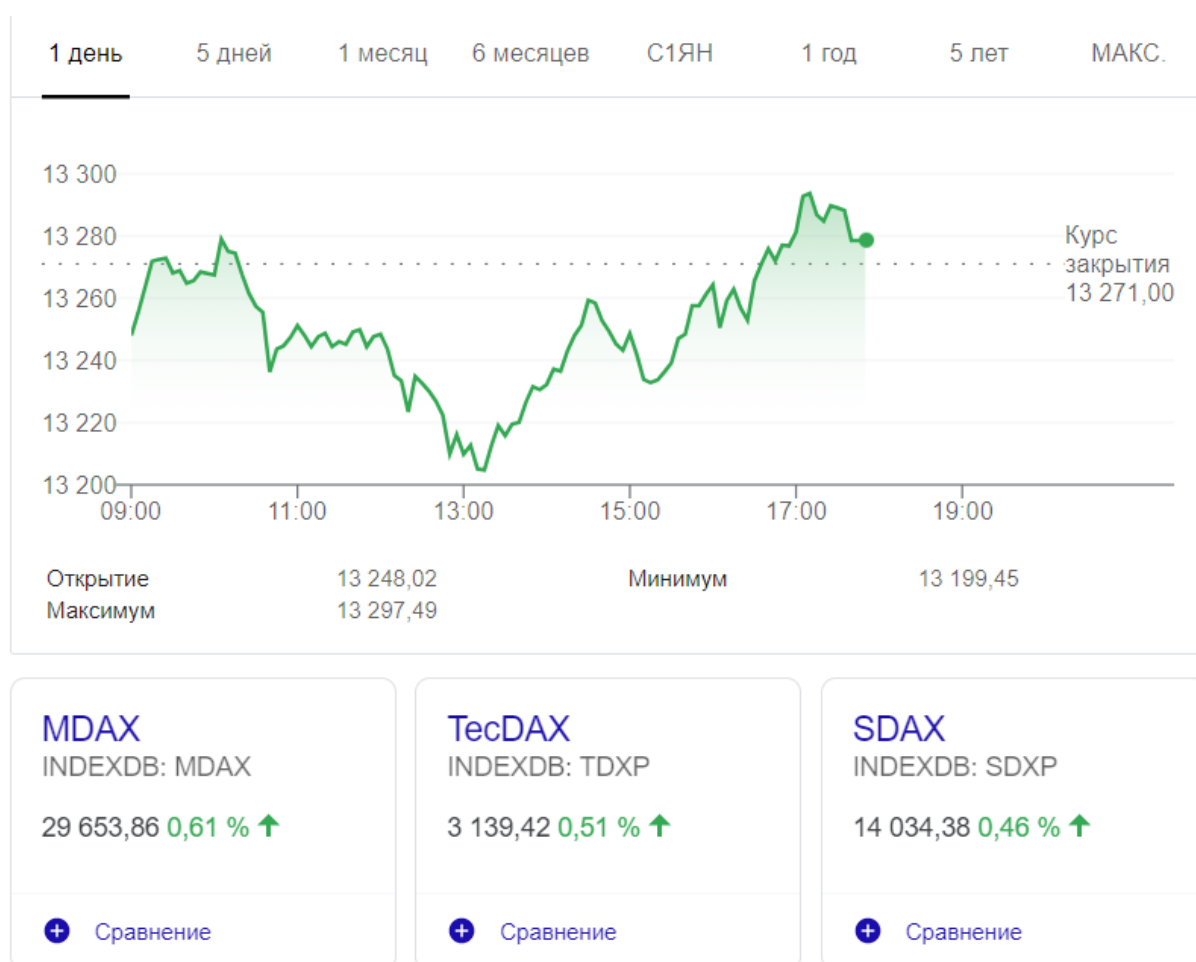 1 день 5 дней 1 месяц 6 месяцев С1ЯН 1 год 5 лет МАКС.
13 300
13 280
13 260
13 240
13 220
13 200
Курс
закрытия
13 271,00
09:00 11:00 13:00 15:00 17:00 19:00
Открытие 13 248,02 Минимум 13 199,45
Максимум 13 297,49
MDAX
INDEXDB: MDAX
29 653,86 0,61 %
Сравнение
TecDAX
INDEXDB: TDXP
3 139,42 0,51 %
Сравнение
SDAX
INDEXDB: SDXP
14 034,38 0,46 %
Сравнение